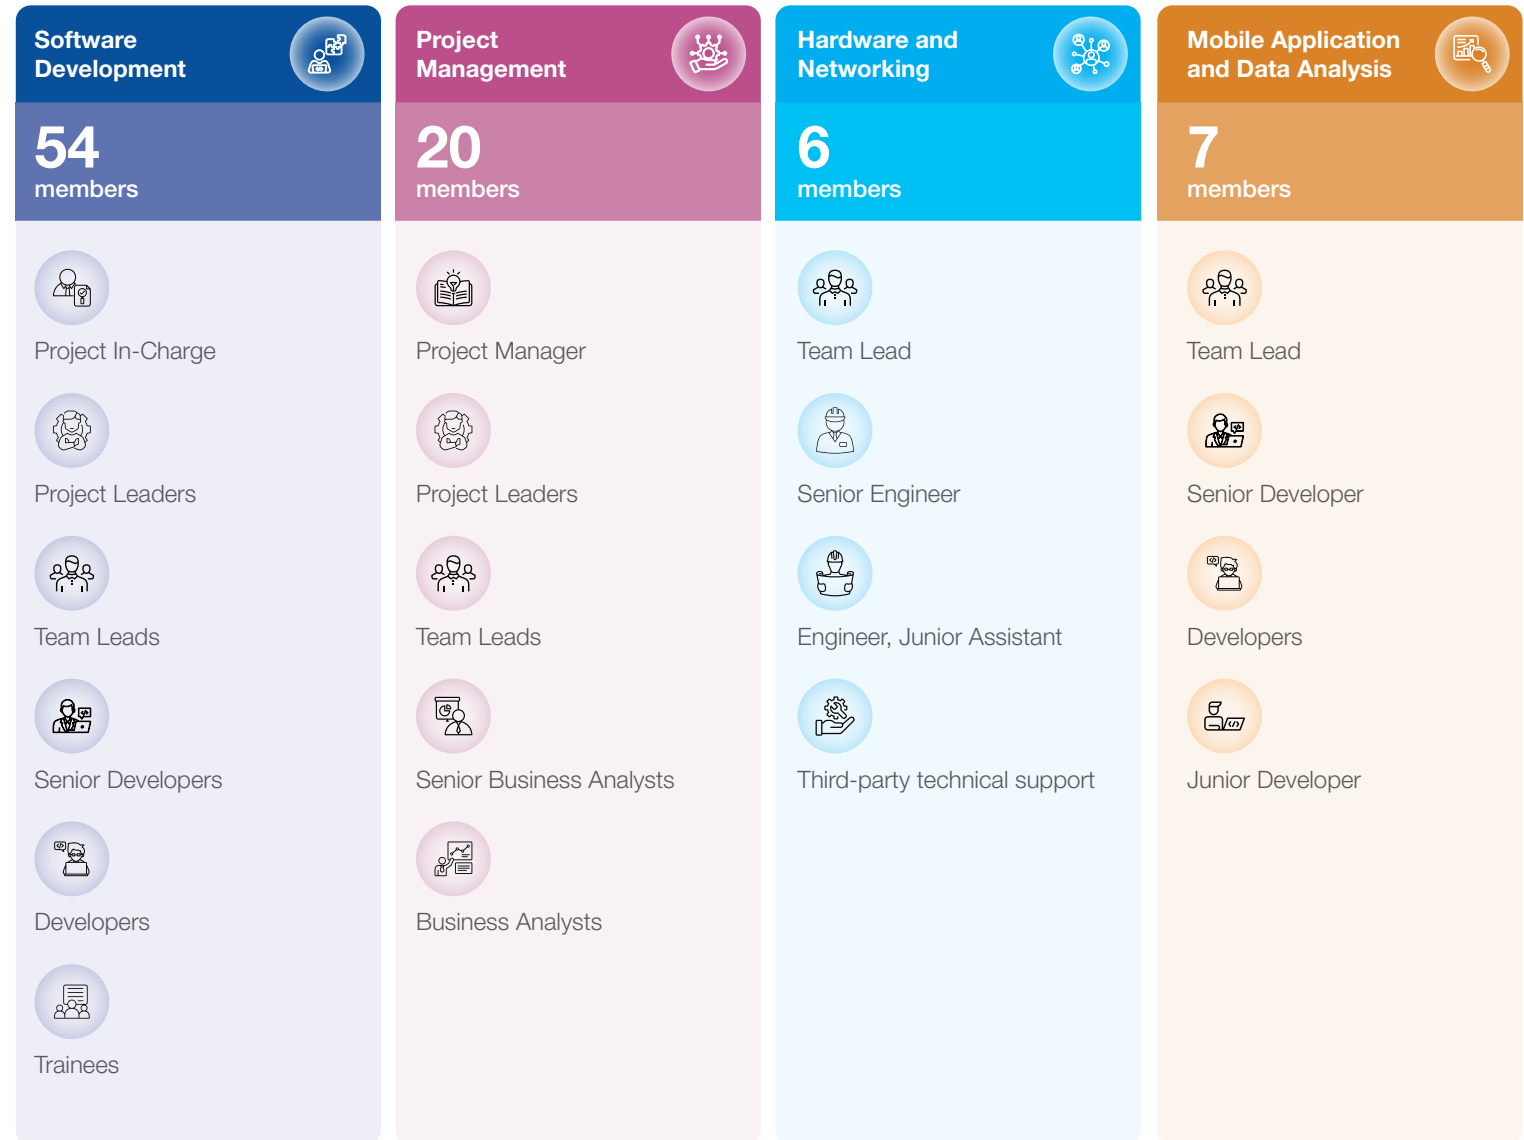 Software
Development
54
members
Project In-Charge
Project Leaders
Team Leads
Senior Developers
Developers
Trainees
Project
Management
20
members
Project Manager
Project Leaders
Team Leads
Senior Business Analysts
Business Analysts
Hardware and
Networking
6
members
Team Lead
Senior Engineer
Engineer, Junior Assistant
Third-party technical support
Mobile Application
and Data Analysis
7
members
Team Lead
Senior Developer
Developers
Junior Developer